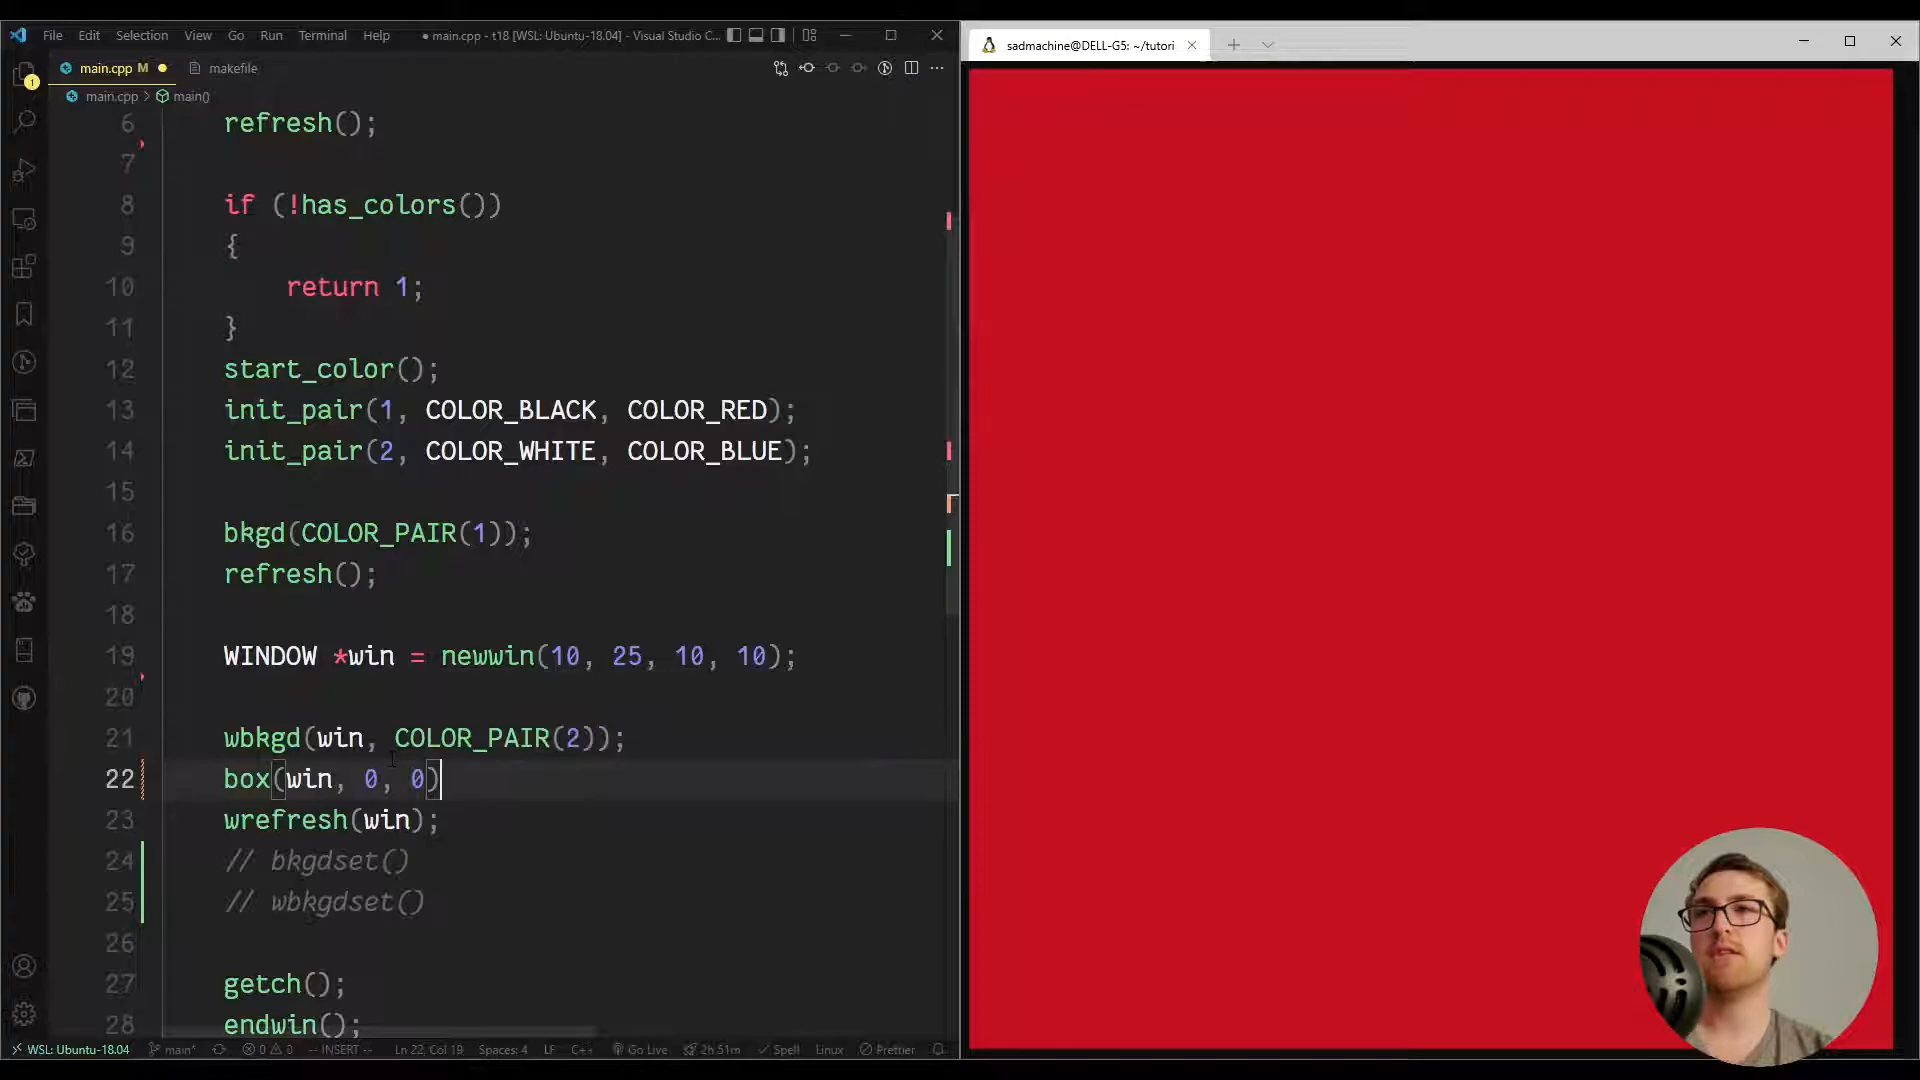 File Edit Selection View Go Run Terminal Help ● main.cpp - t18 [WSL: Ubuntu-18.04] - Visual Studio C...
main.cpp M ● makefile
main.cpp > main()
6 refresh();
7
8 if (!has_colors())
9 {
10 return 1;
11 }
12 start_color();
13 init_pair(1, COLOR_BLACK, COLOR_RED);
14 init_pair(2, COLOR_WHITE, COLOR_BLUE);
15
16 bkgd(COLOR_PAIR(1));
17 refresh();
18
19 WINDOW *win = newwin(10, 25, 10, 10);
20
21 wbkgd(win, COLOR_PAIR(2));
22 box(win, 0, 0)
23 wrefresh(win);
24 // bkgdset()
25 // wbkgdset()
26
27 getch();
28 endwin();
1
WSL: Ubuntu-18.04 main* 0 0 -- INSERT -- Ln 22, Col 19 Spaces: 4 LF C++ Go Live 2h 51m Spell Linux Prettier
sadmachine@DELL-G5: ~/tutori